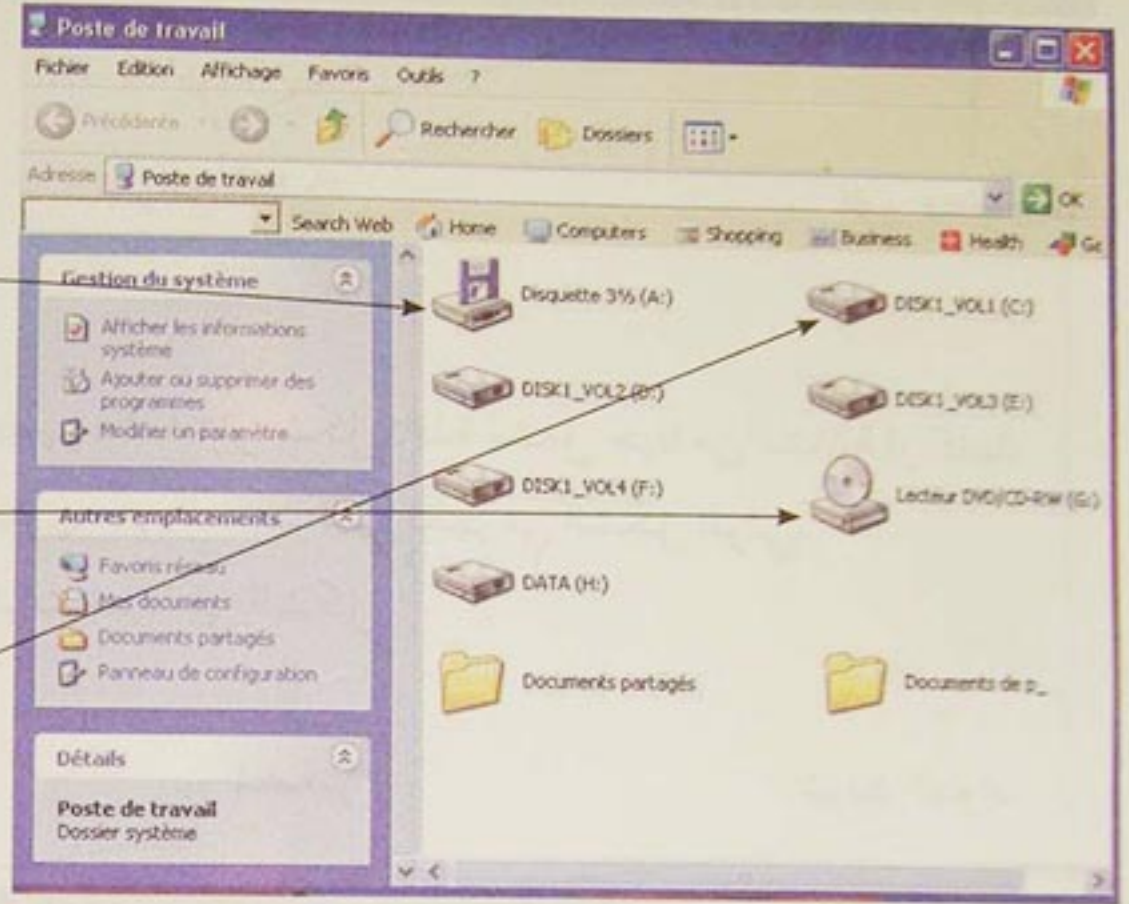 Poste de travail
Fichier Edition Affichage Favoris Outils ?
Précédente Rechercher Dossiers
Adresse Poste de travail OK
Search Web Home Computers Shopping Business Health Ge
Gestion du système
Afficher les informations
système
Ajouter ou supprimer des
programmes
Modifier un paramètre
Autres emplacements
Favoris réseau
Mes documents
Documents partagés
Panneau de configuration
Détails
Poste de travail
Dossier système
Disquette 3½ (A:)
DISK1_VOL1 (C:)
DISK1_VOL2 (D:)
DISK1_VOL3 (E:)
DISK1_VOL4 (F:)
Lecteur DVD/CD-RW (G:)
DATA (H:)
Documents partagés
Documents de p_